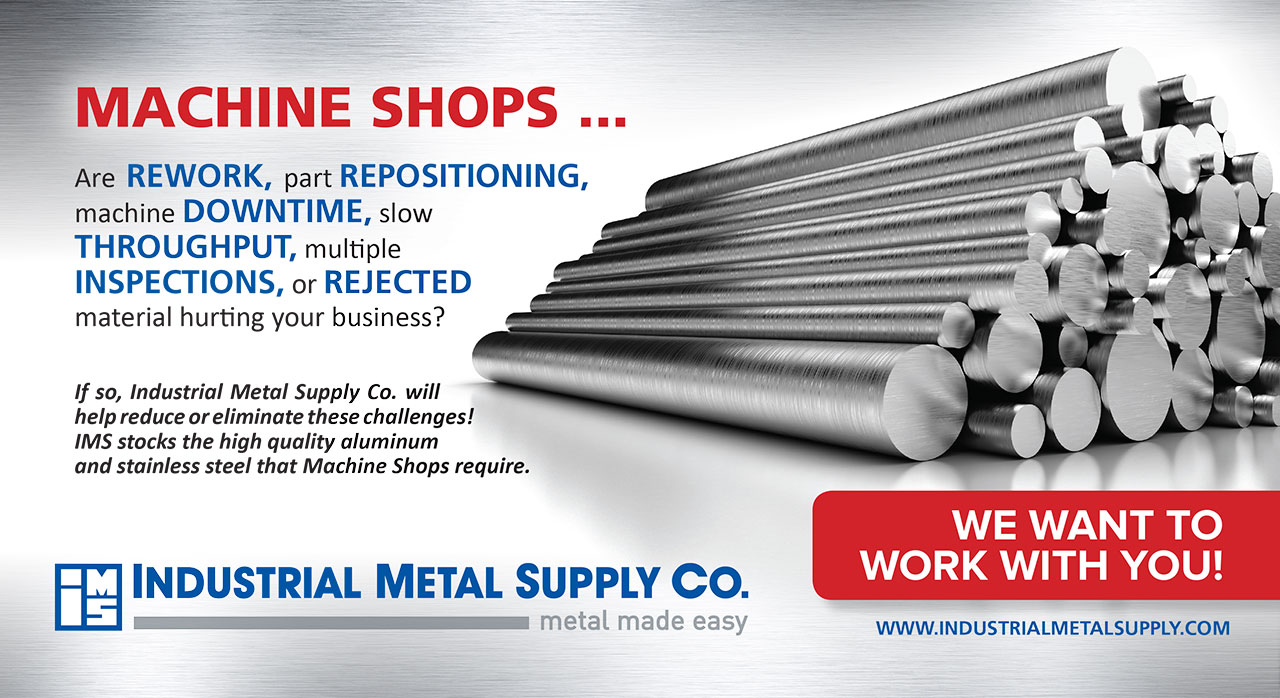 MACHINE SHOPS ...
Are REWORK, part REPOSITIONING,
machine DOWNTIME, slow
THROUGHPUT, multiple
INSPECTIONS, or REJECTED
material hurting your business?
If so, Industrial Metal Supply Co. will
help reduce or eliminate these challenges!
IMS stocks the high quality aluminum
and stainless steel that Machine Shops require.
WE WANT TO
WORK WITH YOU!
IMS INDUSTRIAL METAL SUPPLY CO.
metal made easy
WWW.INDUSTRIALMETALSUPPLY.COM